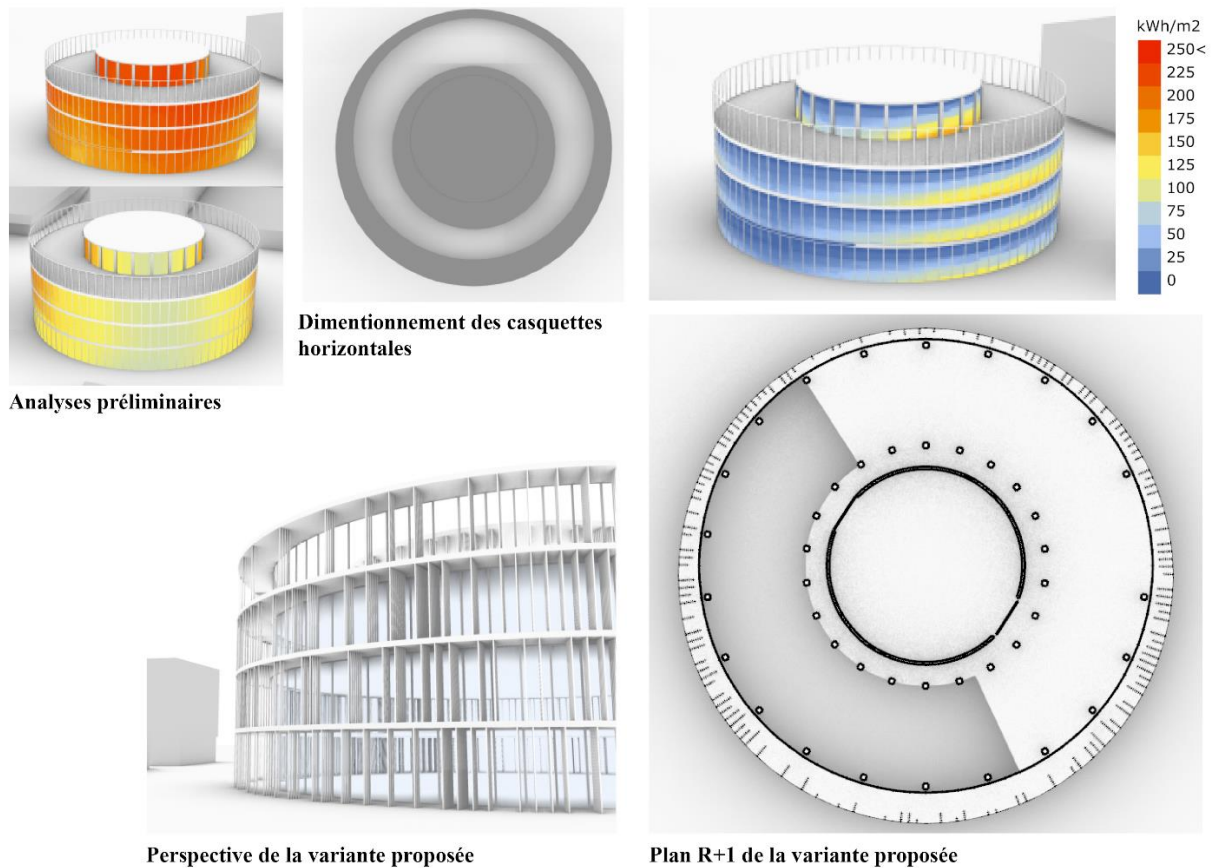 kWh/m2
250<
225
200
175
150
125
100
75
50
25
0
Dimentionnement des casquettes
horizontales
Analyses préliminaires
Perspective de la variante proposée
Plan R+1 de la variante proposée